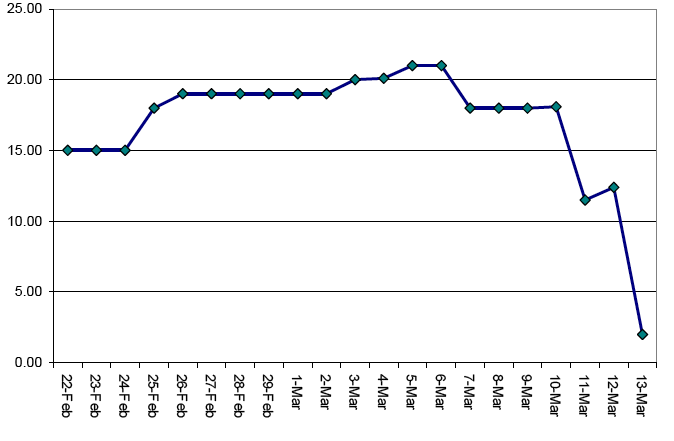 25.00
20.00
15.00
10.00
5.00
0.00
22-Feb
23-Feb
24-Feb
25-Feb
26-Feb
27-Feb
28-Feb
29-Feb
1-Mar
2-Mar
3-Mar
4-Mar
5-Mar
6-Mar
7-Mar
8-Mar
9-Mar
10-Mar
11-Mar
12-Mar
13-Mar